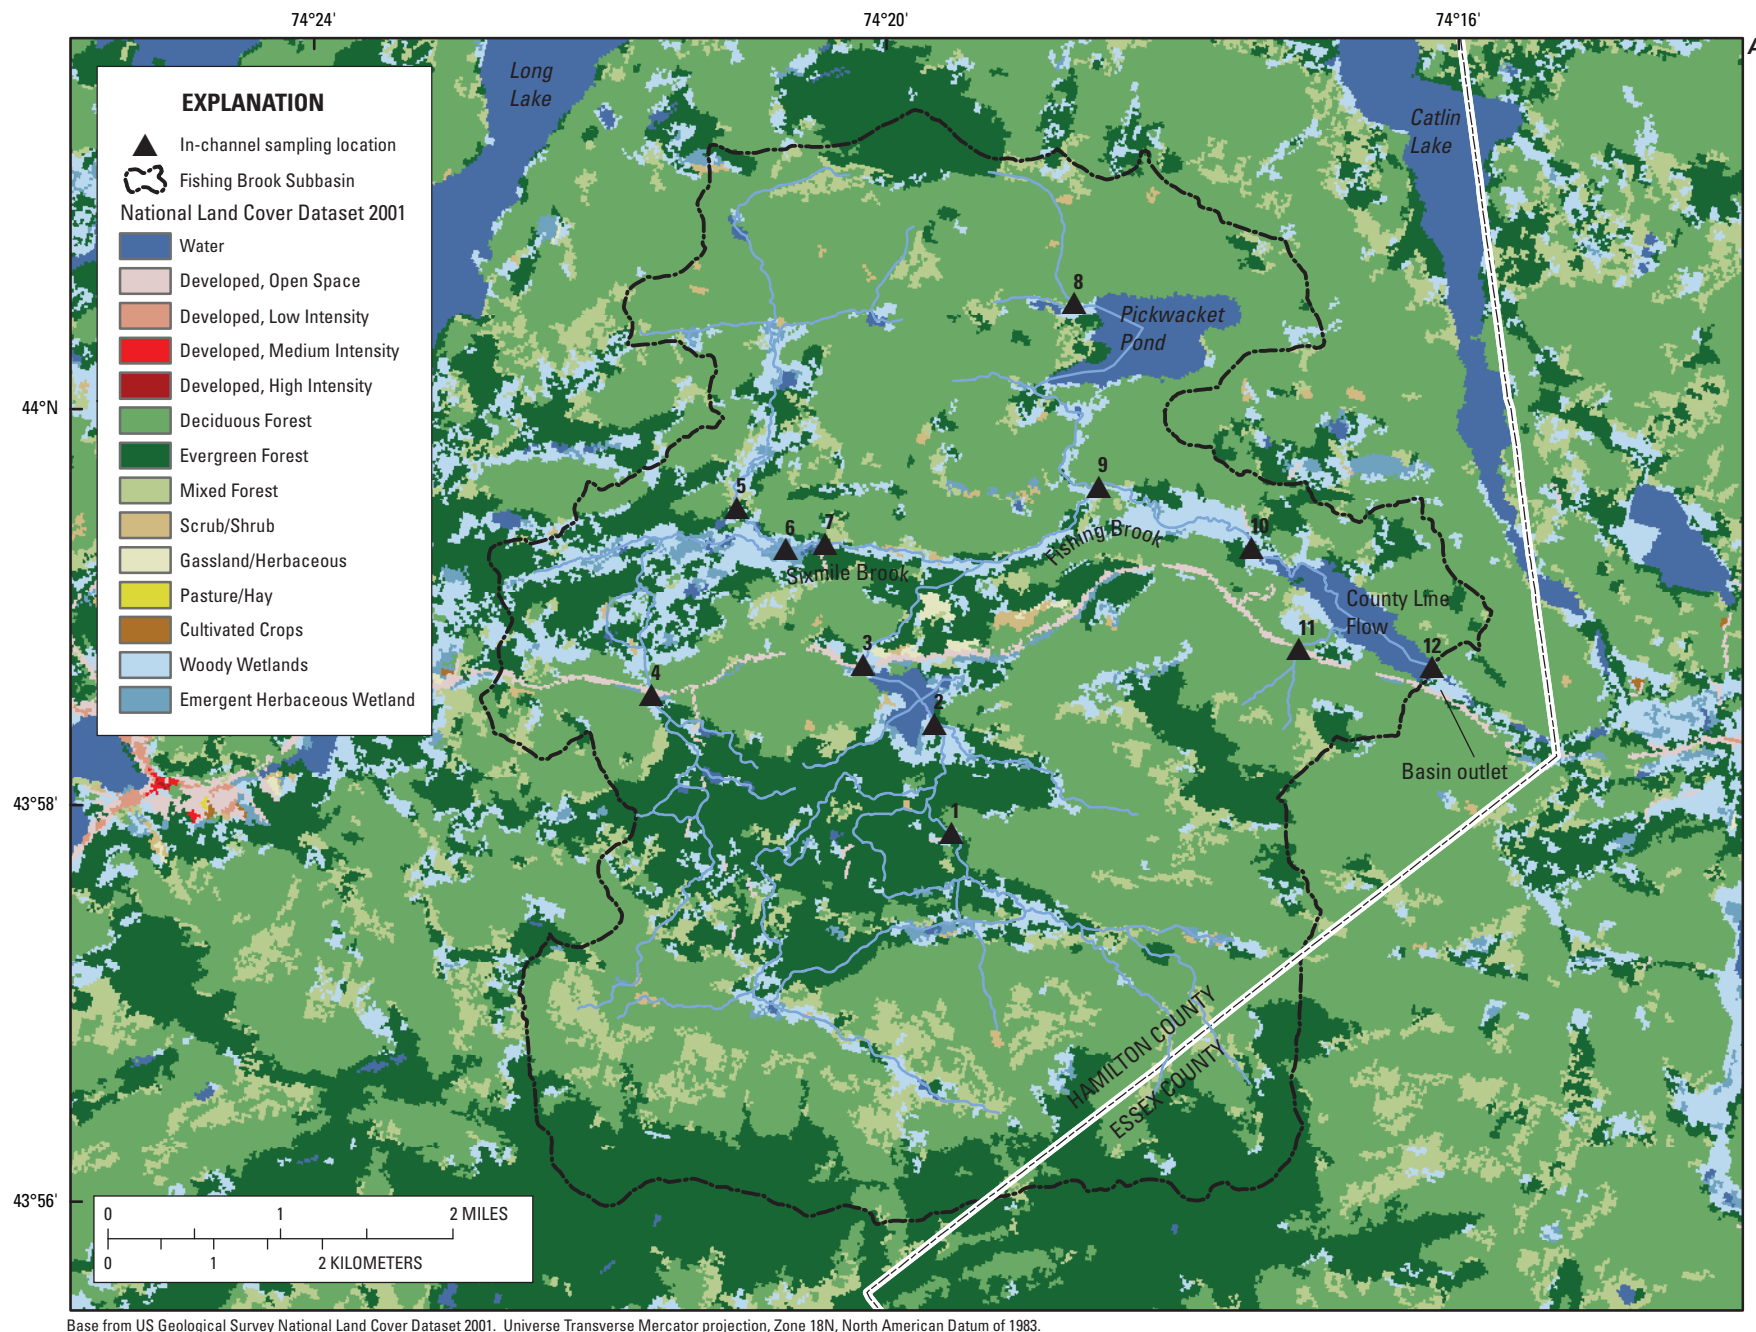 74°24'
74°20'
74°16'
A
Long
Lake
Catlin
Lake
EXPLANATION
In-channel sampling location
Fishing Brook Subbasin
National Land Cover Dataset 2001
Water
Developed, Open Space
Developed, Low Intensity
Developed, Medium Intensity
Developed, High Intensity
Deciduous Forest
Evergreen Forest
Mixed Forest
Scrub/Shrub
Gassland/Herbaceous
Pasture/Hay
Cultivated Crops
Woody Wetlands
Emergent Herbaceous Wetland
8
Pickwacket
Pond
44°N
9
5
6
7
10
Fishing Brook
Sixmile Brook
County Line
Flow
11
3
12
4
2
Basin outlet
43°58'
1
HAMILTON COUNTY
ESSEX COUNTY
43°56'
0 1 2 MILES
0 1 2 KILOMETERS
Base from US Geological Survey National Land Cover Dataset 2001. Universe Transverse Mercator projection, Zone 18N, North American Datum of 1983.